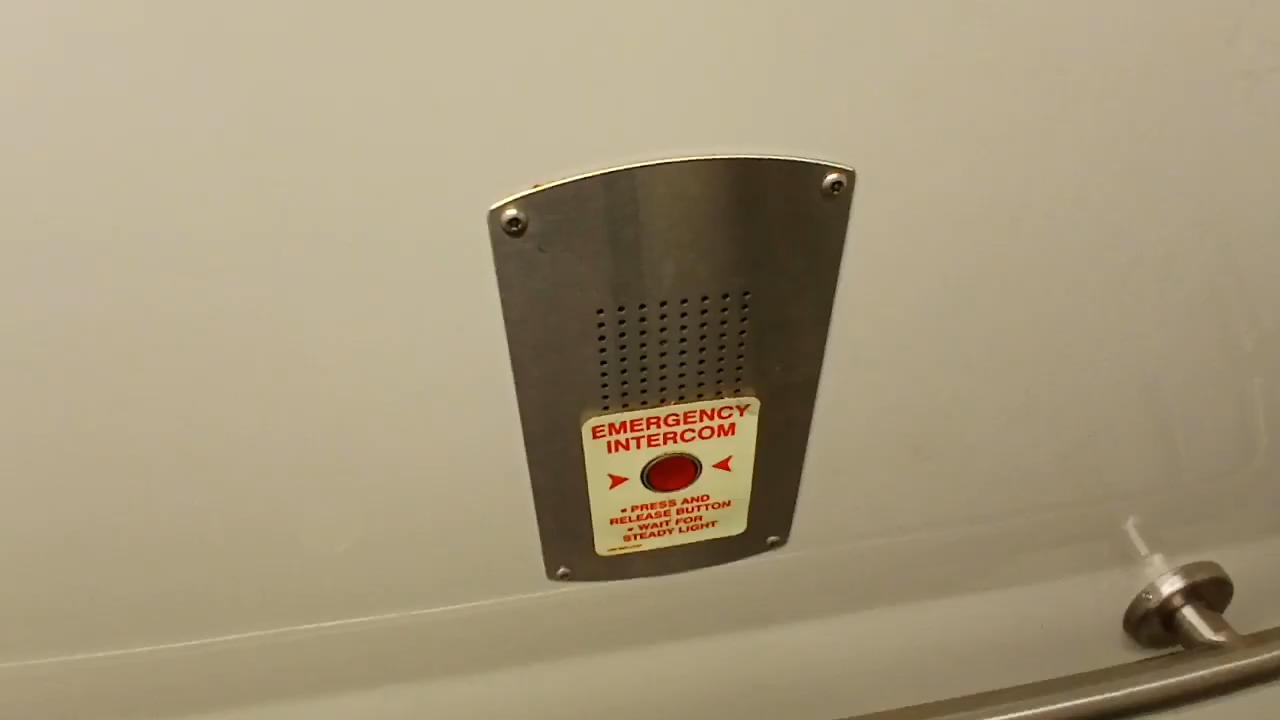 EMERGENCY
INTERCOM
• PRESS AND
RELEASE BUTTON
• WAIT FOR
STEADY LIGHT